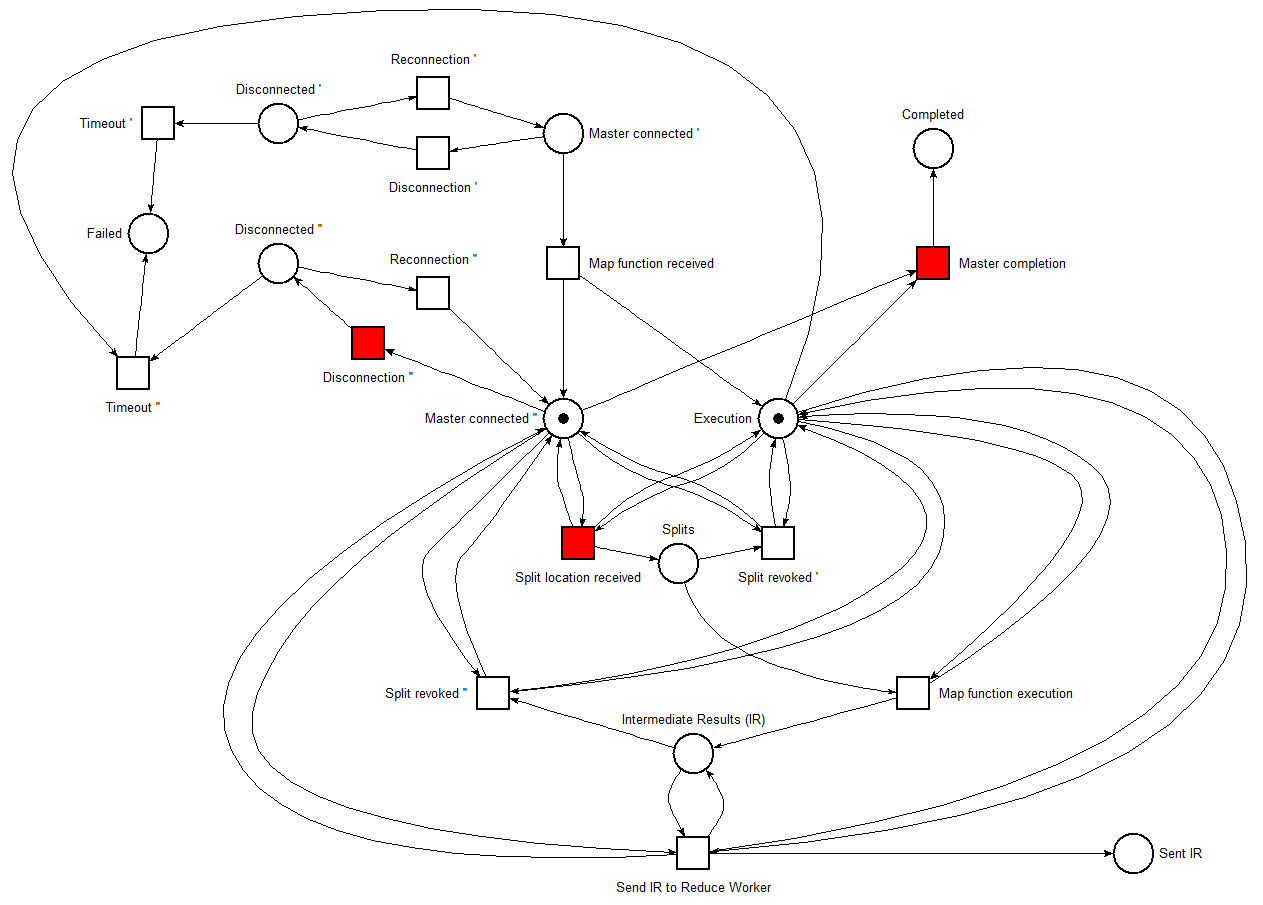 Reconnection '
Disconnected '
Timeout '
Master connected '
Completed
Disconnection '
Failed
Disconnected "
Reconnection "
Map function received
Master completion
Disconnection "
Timeout "
Master connected "
Execution
Splits
Split location received
Split revoked '
Split revoked "
Map function execution
Intermediate Results (IR)
Sent IR
Send IR to Reduce Worker